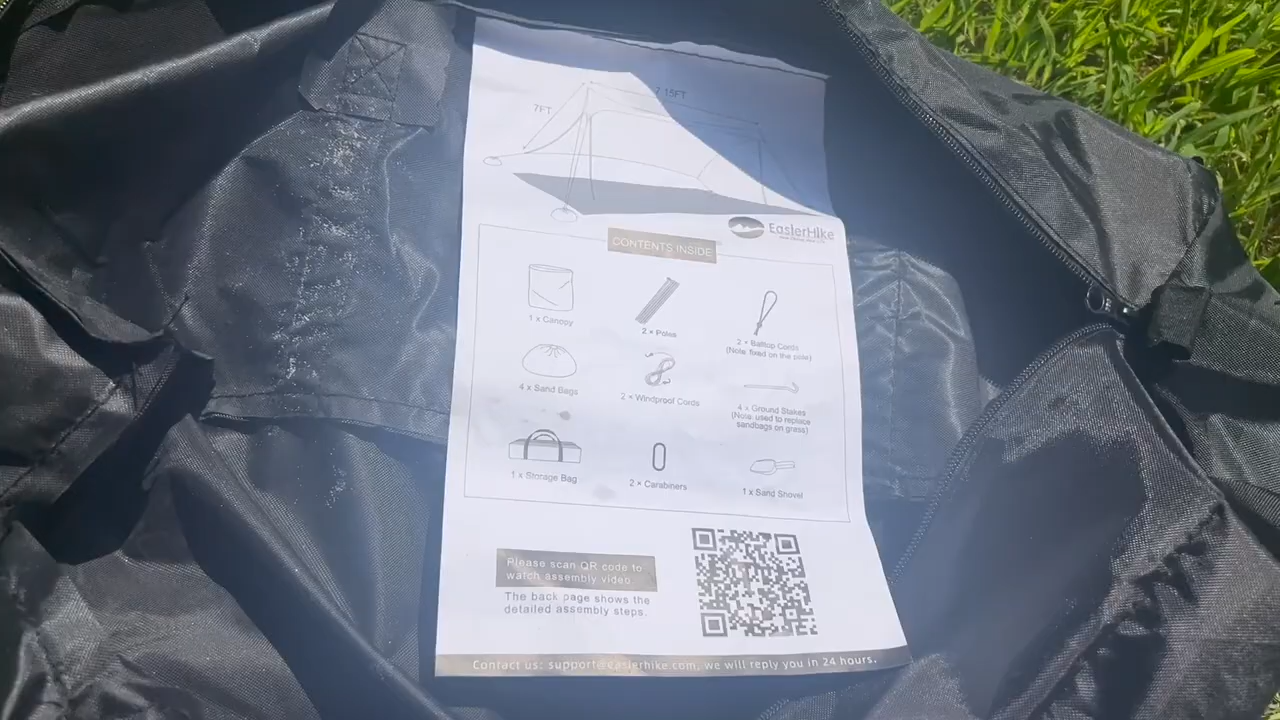 7.15FT
7FT
EasierHike
CONTENTS INSIDE
1 x Canopy
2 × Poles
2 × Balltop Cords
(Note: fixed on the pole)
4 x Sand Bags
2 × Windproof Cords
4 × Ground Stakes
(Note: used to replace
sandbags on grass)
1 x Storage Bag
2 × Carabiners
1 x Sand Shovel
Please scan QR code to
watch assembly video.
The back page shows the
detailed assembly steps.
Contact us: support@easierhike.com, we will reply you in 24 hours.